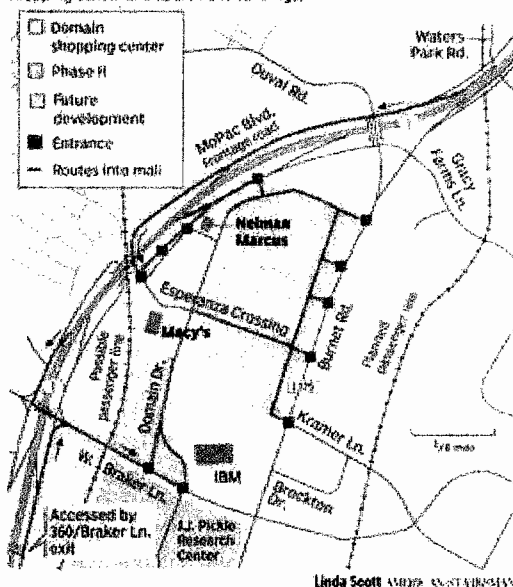 Domain
shopping center
Phase II
Future
development
Entrance
Routes into mall
Waters
Park Rd.
Duval Rd.
MoPac Blvd.
Frontage road
Gracy
Farms Ln.
Neiman
Marcus
Esperanza Crossing
Macy's
Burnet Rd.
Planned
passenger line
Possible
passenger line
Domain Dr.
Kramer Ln.
IBM
W. Braker Ln.
Brockton
Dr.
Accessed by
360/Braker Ln.
exit
J.J. Pickle
Research
Center
Linda Scott